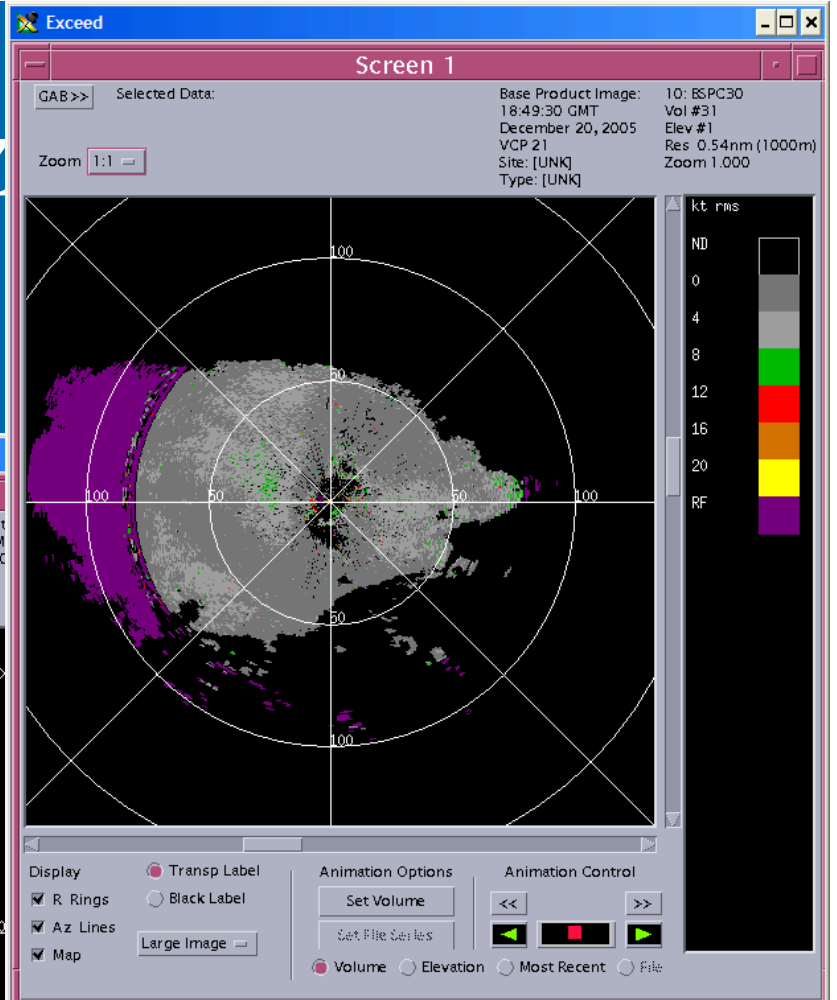 Exceed
Screen 1
GAB>>
Selected Data:
Zoom
1:1
Base Product Image:
18:49:30 GMT
December 20, 2005
VCP 21
Site: [UNK]
Type: [UNK]
10: BSPC30
Vol #31
Elev #1
Res 0.54nm (1000m)
Zoom 1.000
100
50
100
50
50
100
50
100
kt rms
ND
0
4
8
12
16
20
RF
Display
R Rings
Az Lines
Map
Transp Label
Black Label
Large Image
Animation Options
Set Volume
Set File Series
Animation Control
<<
>>
Volume
Elevation
Most Recent
File